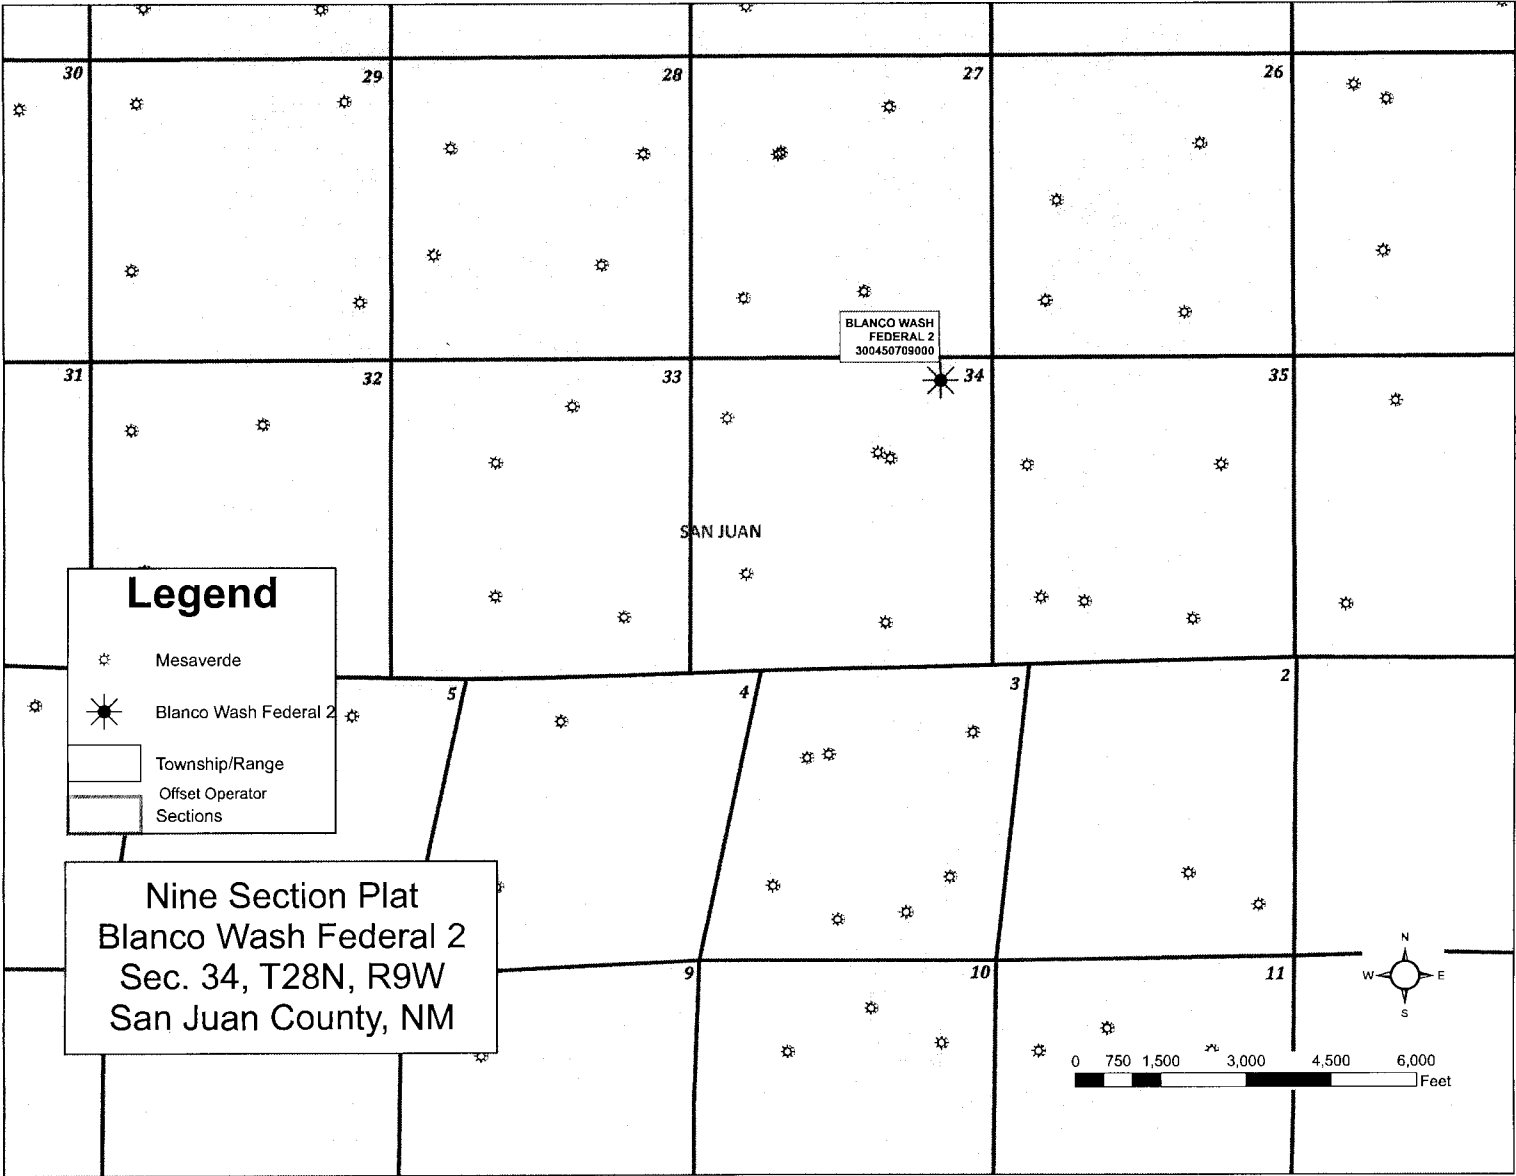 30
29
28
27
26
BLANCO WASH
FEDERAL 2
300450709000
31
32
33
34
35
SAN JUAN
Legend
Mesaverde
Blanco Wash Federal 2
Township/Range
Offset Operator
Sections
5
4
3
2
Nine Section Plat
Blanco Wash Federal 2
Sec. 34, T28N, R9W
San Juan County, NM
9
10
11
N
W E
S
0 750 1,500 3,000 4,500 6,000
Feet